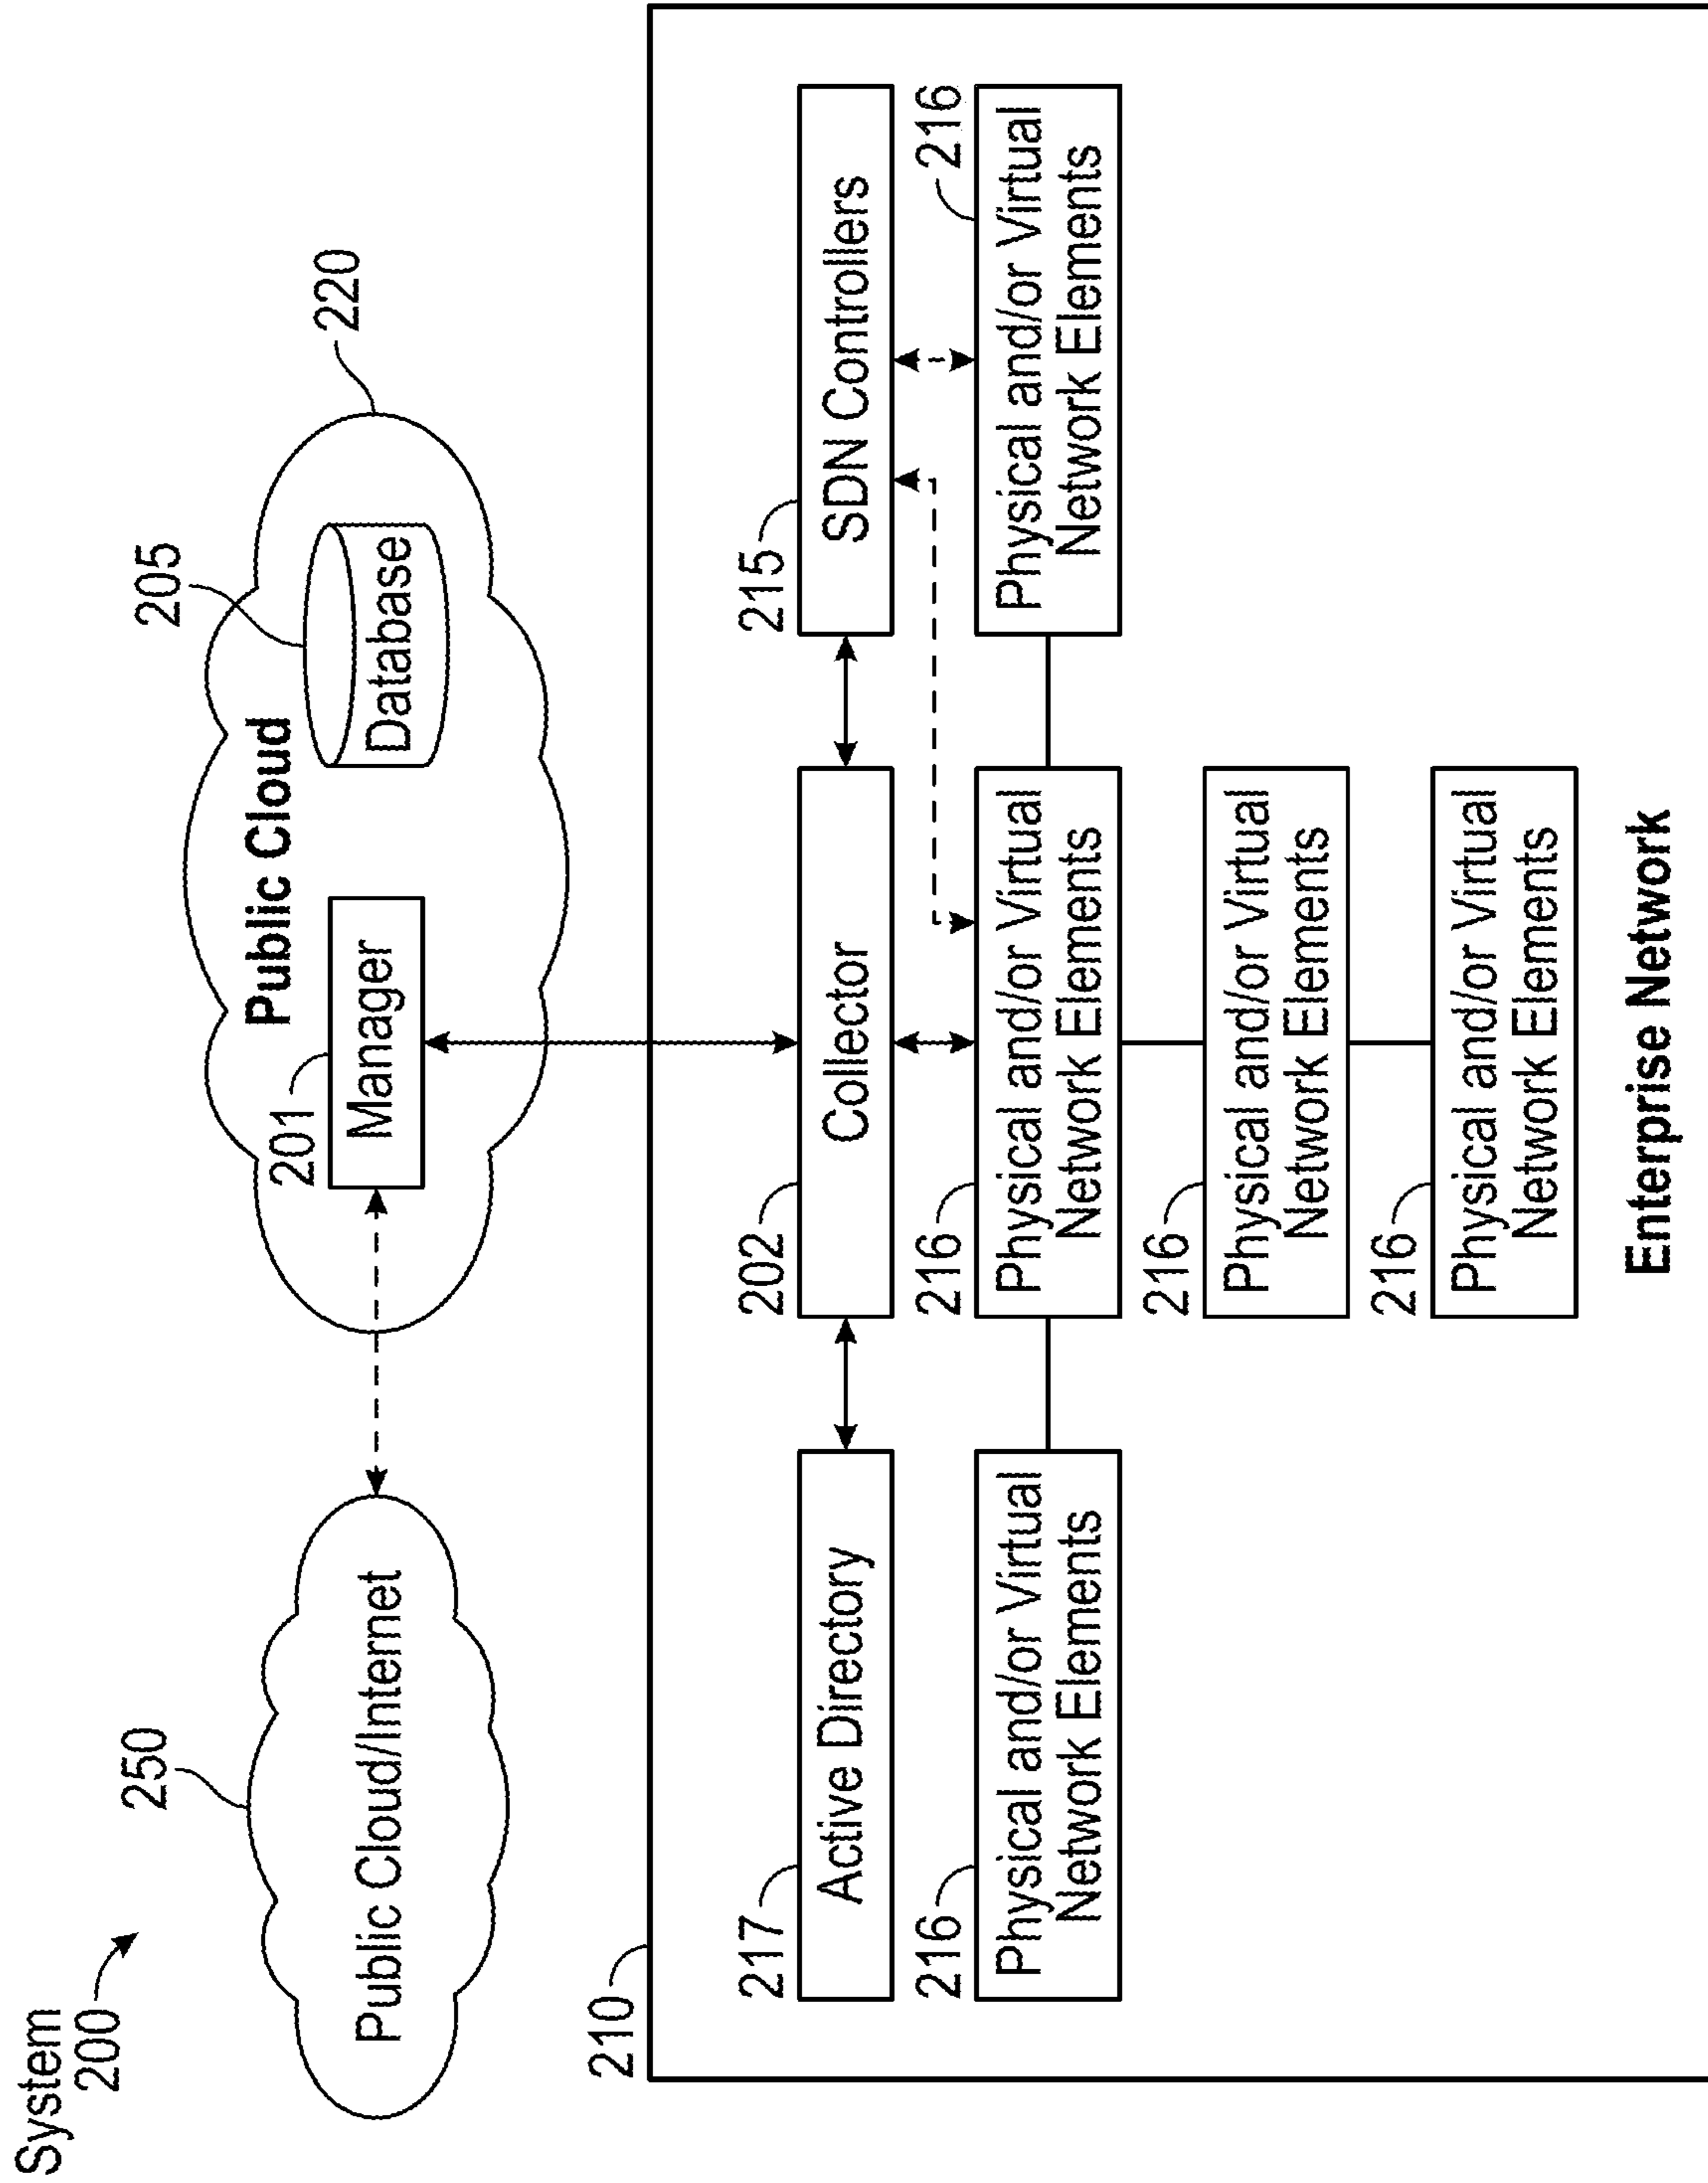 System
200
250
Public Cloud/Internet
220
Public Cloud
201
Manager
205
Database
210
217
Active Directory
202
Collector
215
SDN Controllers
216
Physical and/or Virtual
Network Elements
216
Physical and/or Virtual
Network Elements
216
Physical and/or Virtual
Network Elements
216
Physical and/or Virtual
Network Elements
216
Physical and/or Virtual
Network Elements
Enterprise Network